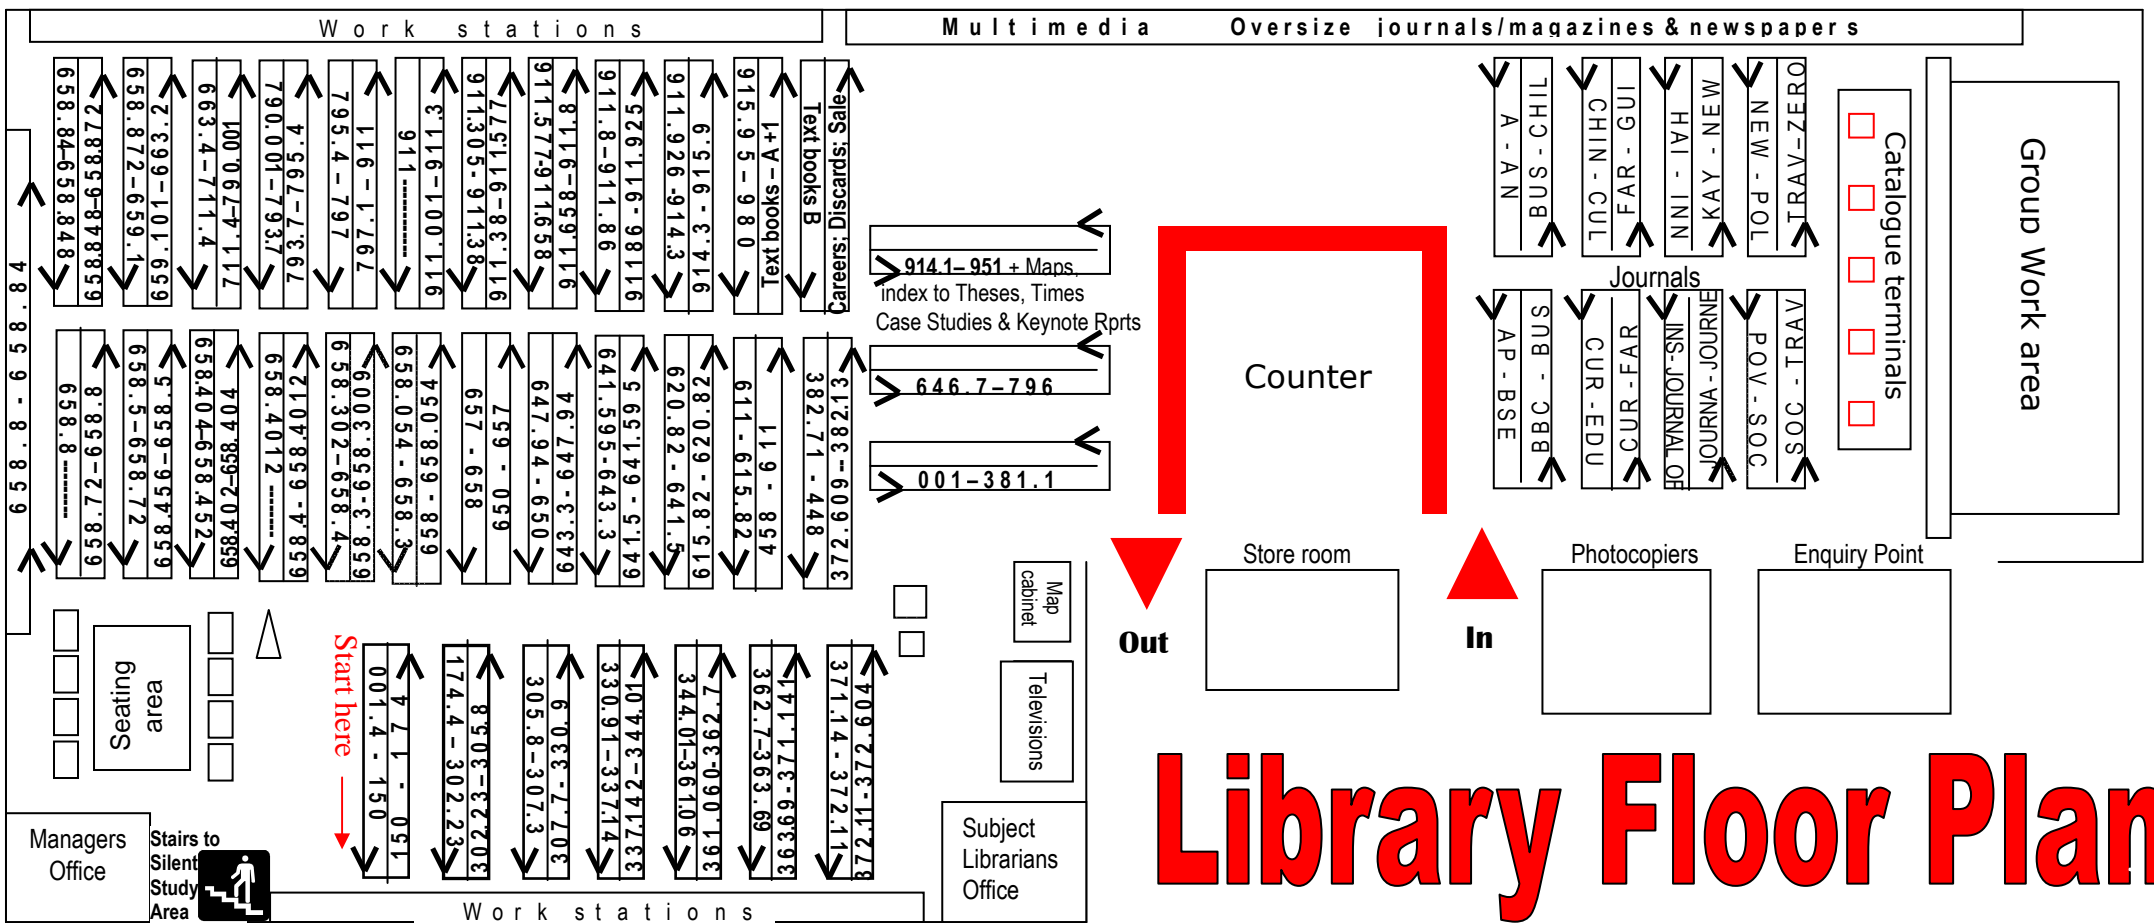 Work stations
Multimedia Oversize journals/magazines & newspapers
658.8-658.84
658.84-658.848
658.848-658.872
658.872-659.1
659.101-663.2
663.4-711.4
711.4-790.001
790.001-793.7
793.7-795.4
795.4-797
797.1-911
911
911.01-911.3
911.305-911.38
911.38-911.577
911.577-911.658
911.658-911.8
911.8-911.86
911.86-911.925
911.926-914.3
914.3-915.9
915.95-980
Text books-A+1
Text books B
Careers; Discards; Sale
914.1-951 + Maps,
index to Theses, Times
Case Studies & Keynote Rprts
646.7-796
001-381.1
A - AN
BUS-CHIL
CHIN-CUL
FAR - GUI
HAI - INN
KAY - NEW
NEW - POL
TRAV-ZERO
Journals
AP-BSE
BBC - BUS
CUR-EDU
CUR-FAR
INS-JOURNAL OF
JOURNA-JOURNE
POV-SOC
SOC - TRAV
Catalogue terminals
Group Work area
Counter
658.8
658.72-658.8
658.5-658.72
658.45-658.5
658.404-658.452
658.402-658.404
658.4012
658.4-658.4012
658.302-658.4
658.3-658.3009
658.054-658.3
658-658.054
657-658
650-657
647.94-650
643.3-647.94
641.595-643.3
641.5-641.595
620.82-641.5
615.82-620.82
611-615.82
458-611
382.71-448
372.609-382.13
Out
In
Store room
Photocopiers
Enquiry Point
Map cabinet
Televisions
Seating area
Start here
001.4-150
150-174
174.4-302.23
302.23-305.8
305.8-307.3
307.7-330.9
330.91-337.14
337.142-344.01
344.01-361.06
361.060-362.7
362.7-363.69
363.69-371.141
371.14-372.11
372.11-372.604
Managers
Office
Stairs to
Silent
Study
Area
Work stations
Subject
Librarians
Office
Library Floor Plan